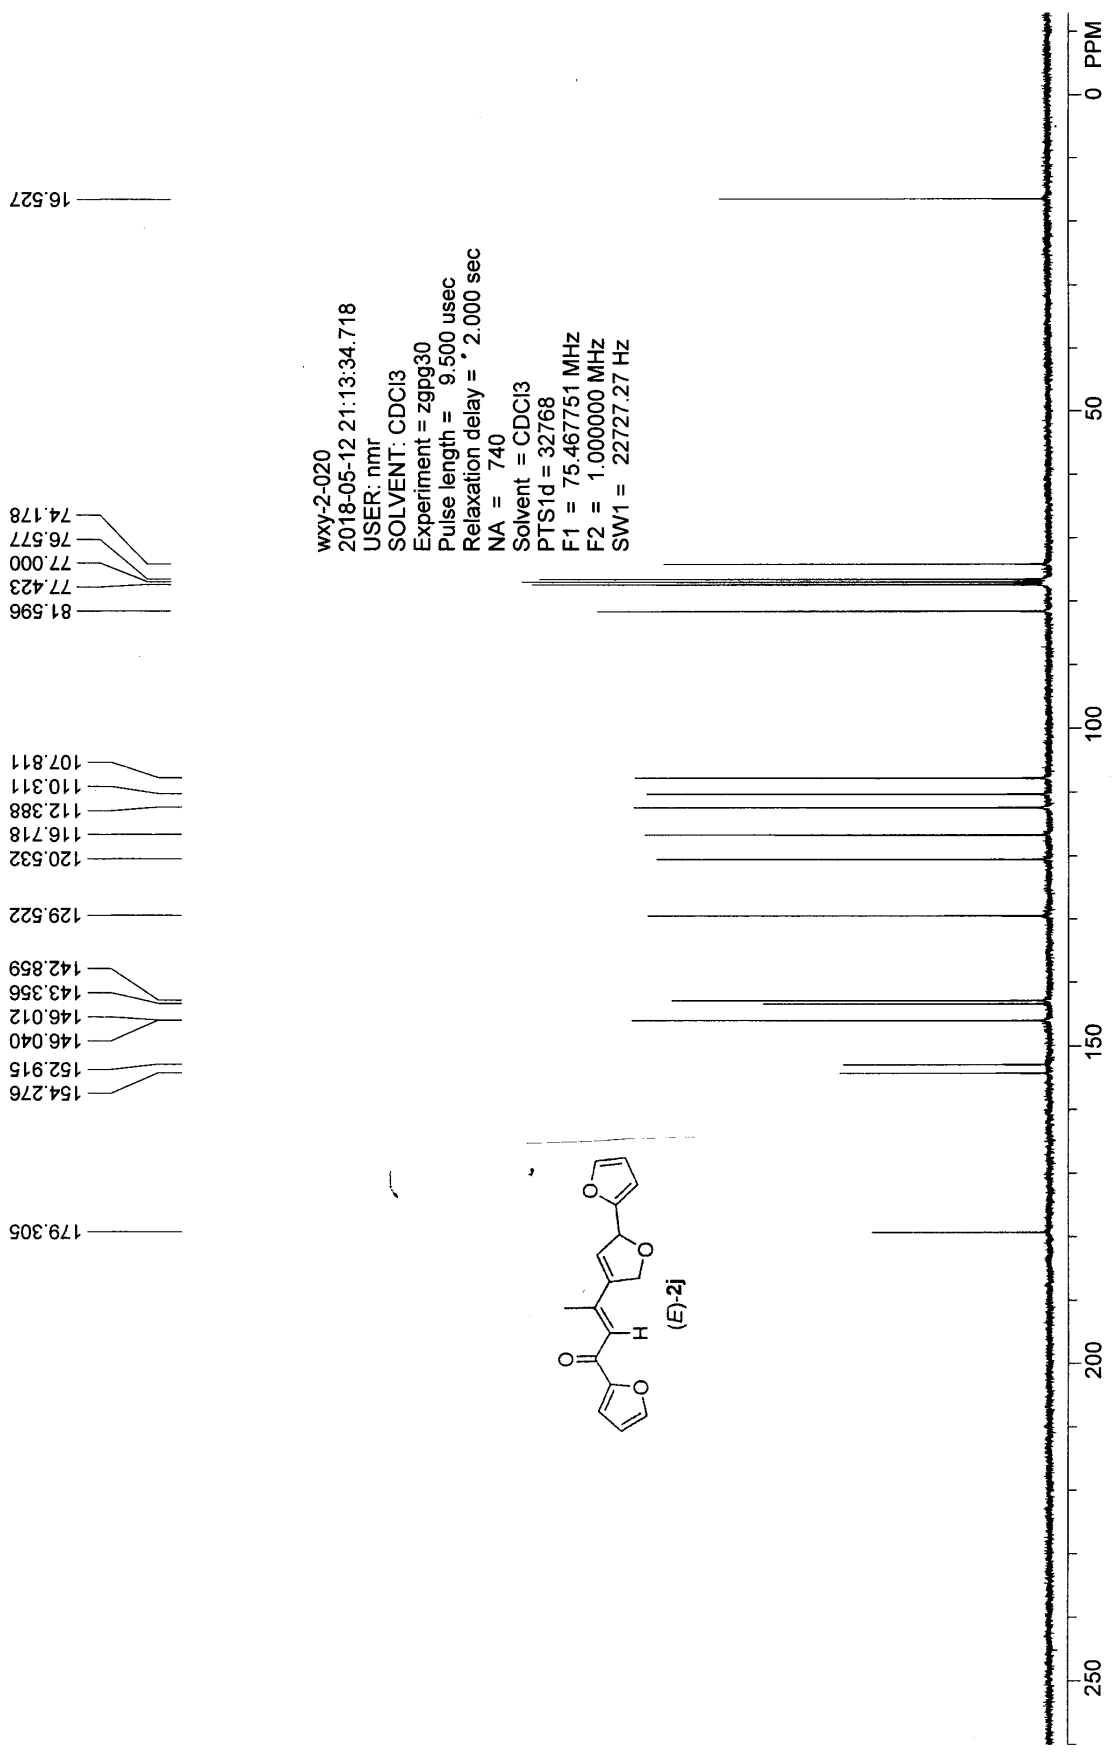 179.305
154.276
152.915
146.040
146.012
143.356
142.859
129.522
120.532
116.718
112.388
110.311
107.811
81.596
77.423
77.000
76.577
74.178
16.527
wxy-2-020
2018-05-12 21:13:34.718
USER: nmr
SOLVENT: CDCl3
Experiment = zgpg30
Pulse length = 9.500 usec
Relaxation delay = 2.000 sec
NA = 740
Solvent = CDCl3
PTS1d = 32768
F1 = 75.467751 MHz
F2 = 1.000000 MHz
SW1 = 22727.27 Hz
O
O
H
O
O
(E)-2j
250 200 150 100 50 0 PPM